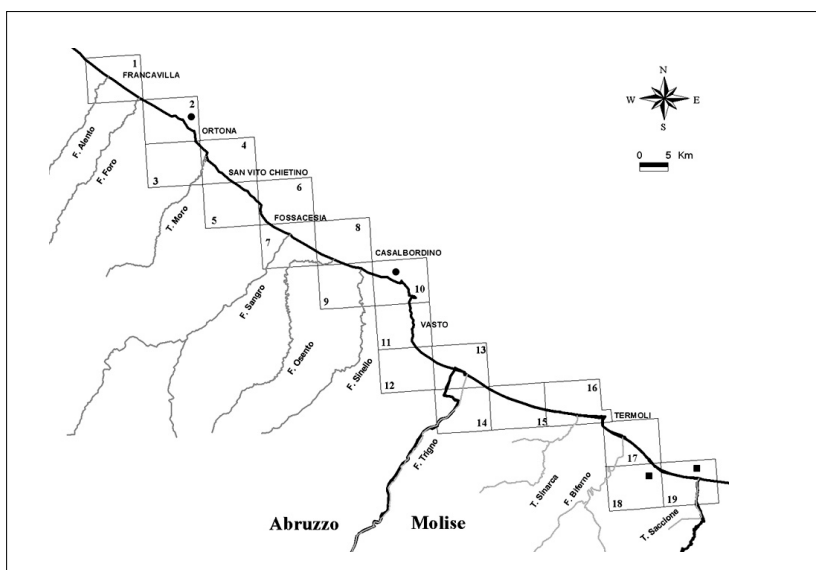 1
FRANCAVILLA
N
W E
S
2
ORTONA
F. Alento
F. Foro
4
0 5 Km
SAN VITO CHIETINO
3
6
T. Moro
5
FOSSACESIA
8
7
CASALBORDINO
F. Sangro
10
9
VASTO
F. Osento
F. Sinello
11
13
12
16
15
TERMOLI
14
F. Trigno
17
T. Sinarca
F. Biferno
18
19
T. Saccione
Abruzzo Molise